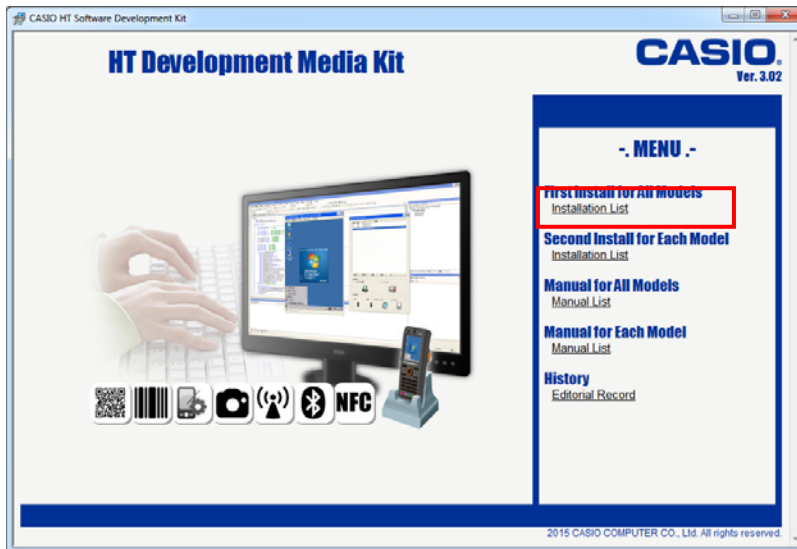 CASIO HT Software Development Kit
HT Development Media Kit
CASIO.
Ver. 3.02
-. MENU .-
First Install for All Models
Installation List
Second Install for Each Model
Installation List
Manual for All Models
Manual List
Manual for Each Model
Manual List
History
Editorial Record
NFC
2015 CASIO COMPUTER CO., Ltd. All rights reserved.